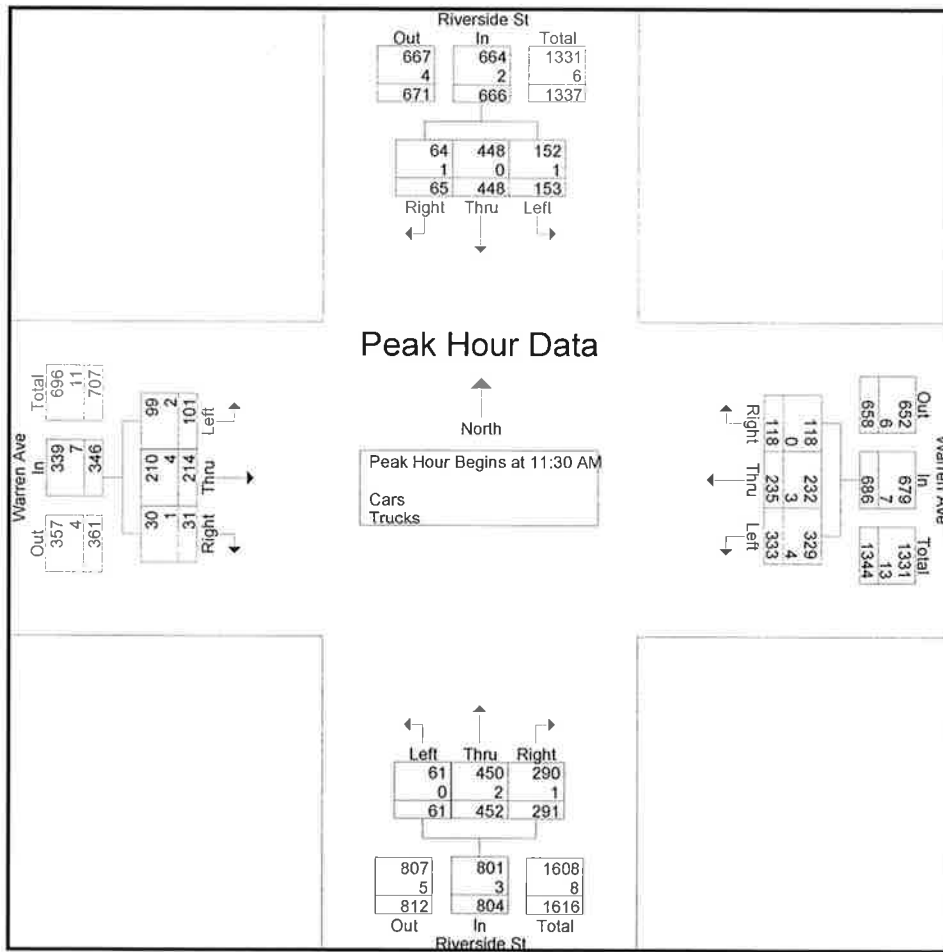 Riverside St
Out In Total
667 664 1331
4 2 6
671 666 1337
64 448 152
1 0 1
65 448 153
Right Thru Left
Peak Hour Data
North
Peak Hour Begins at 11:30 AM
Cars
Trucks
Warren Ave
Out In Total
357 339 696
4 7 11
361 346 707
30 210 99
1 4 2
31 214 101
Right Thru Left
Warren Ave
Out In Total
652 679 1331
6 7 13
658 686 1344
118 232 329
0 3 4
118 235 333
Right Thru Left
Left Thru Right
61 450 290
0 2 1
61 452 291
807 801 1608
5 3 8
812 804 1616
Out In Total
Riverside St